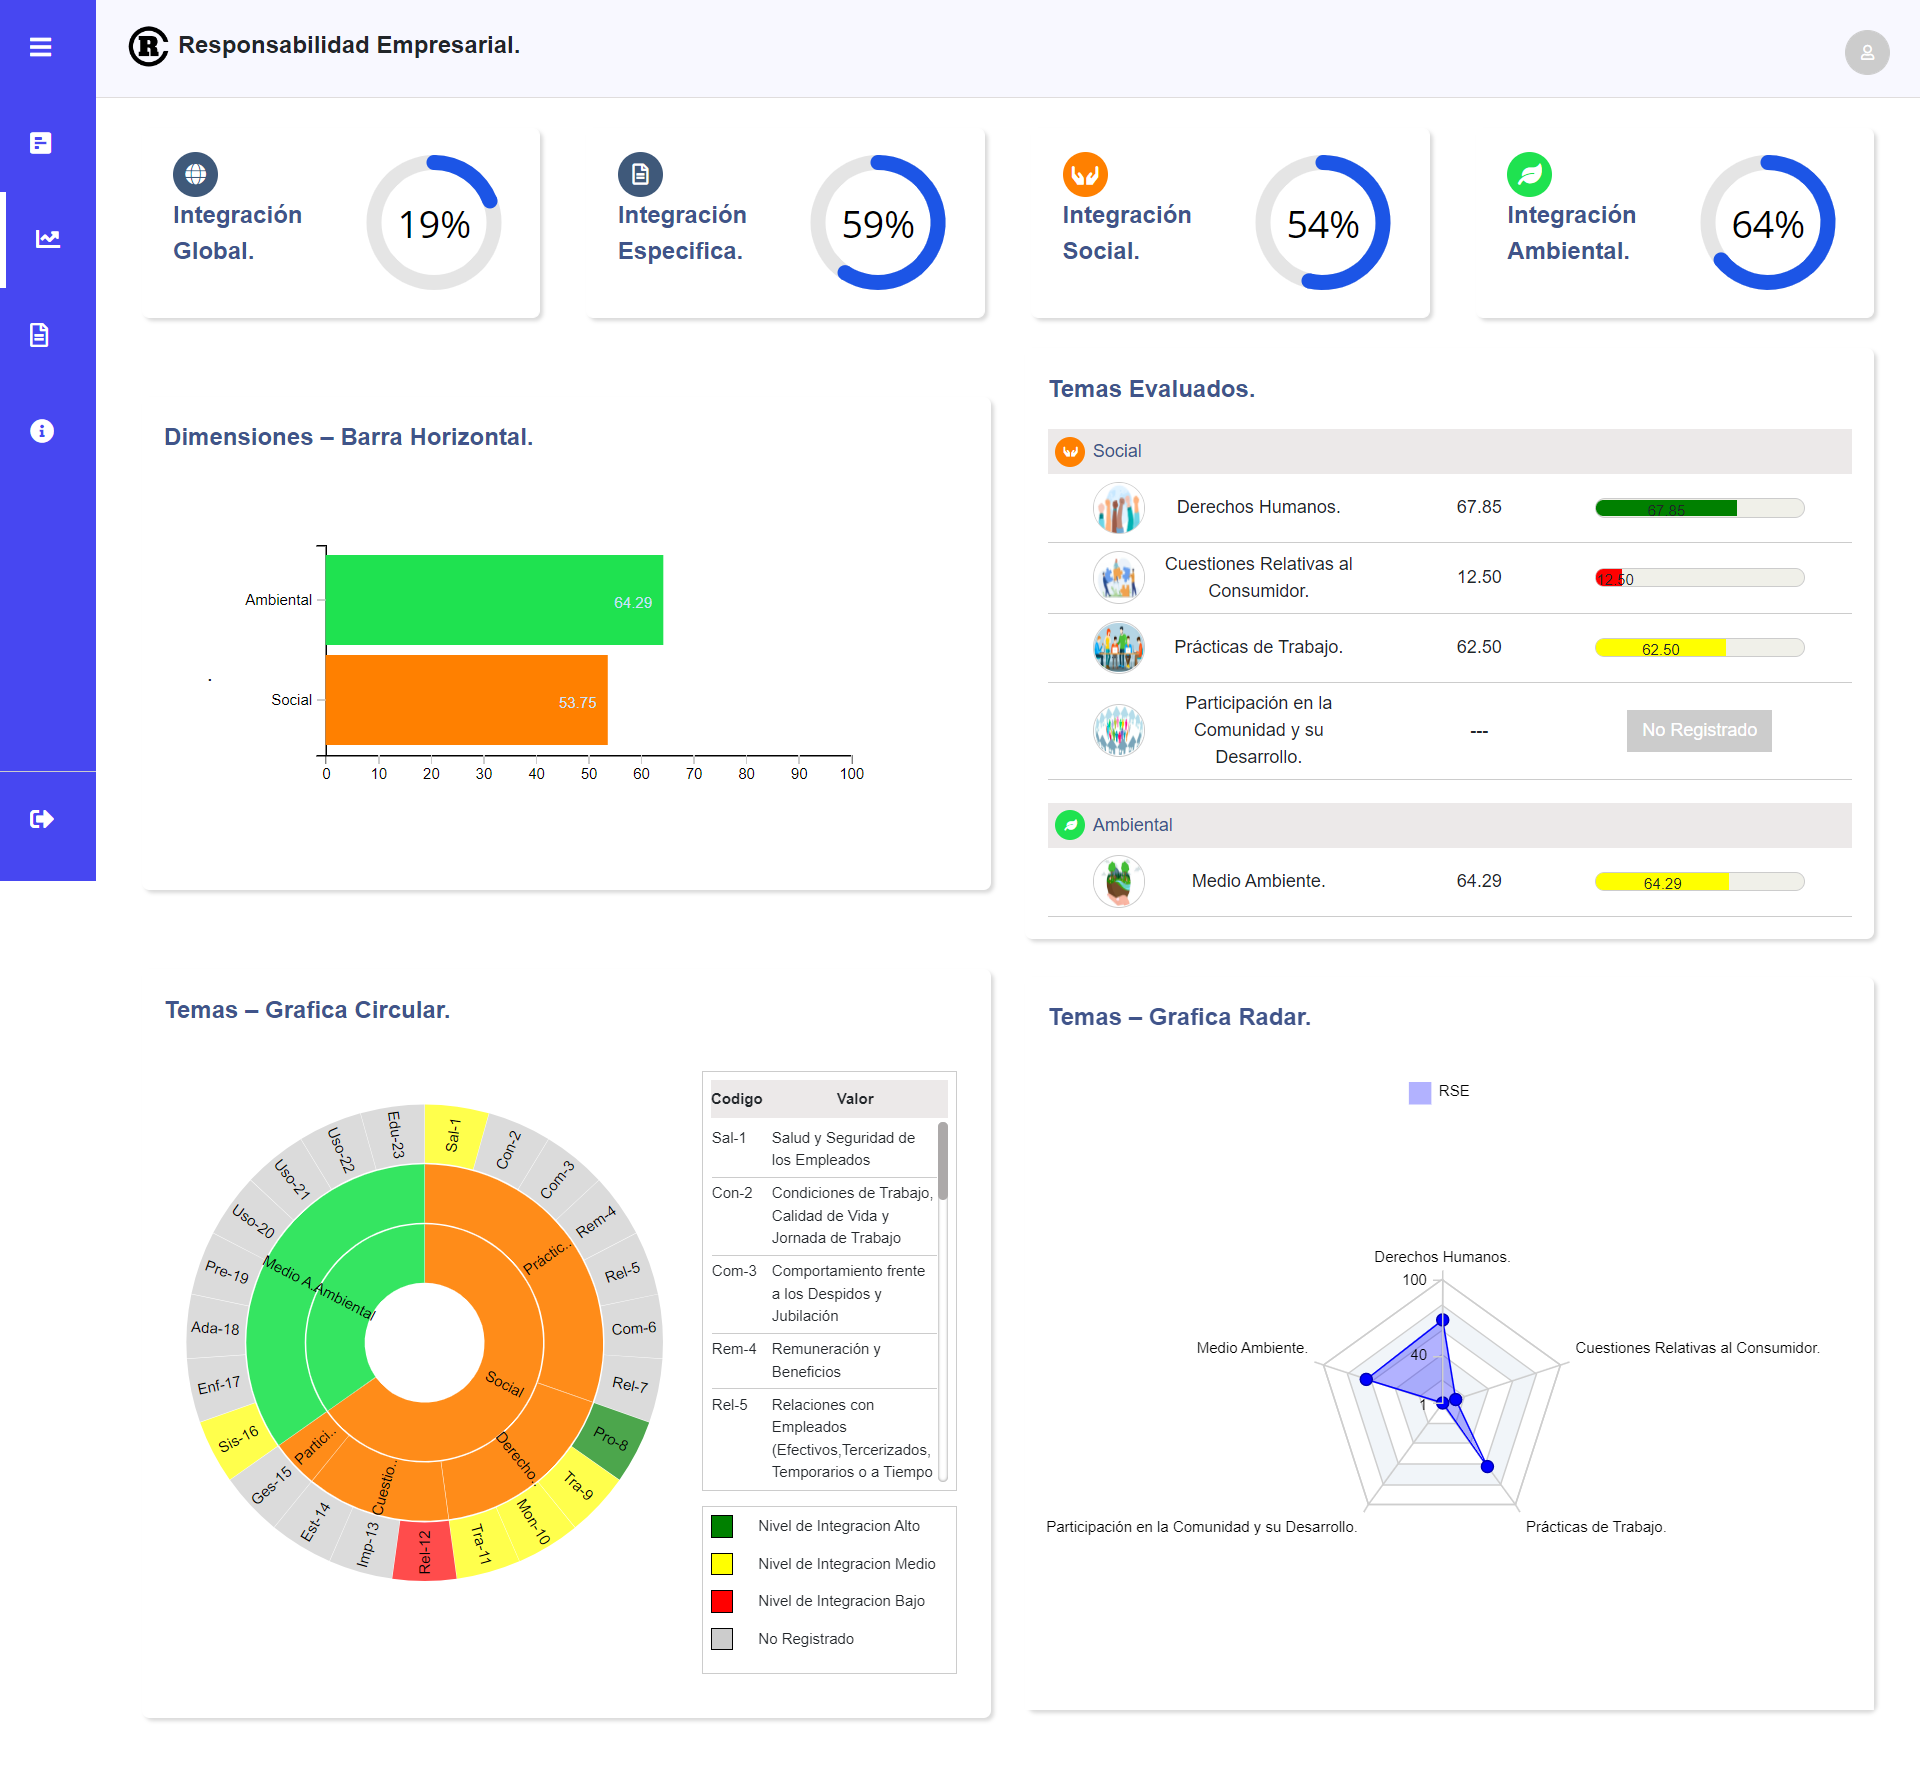 Responsabilidad Empresarial.
Integración
Global.
19%
Integración
Especifica.
59%
Integración
Social.
54%
Integración
Ambiental.
64%
Dimensiones – Barra Horizontal.
Ambiental
64.29
Social
53.75
0 10 20 30 40 50 60 70 80 90 100
Temas Evaluados.
Social
Derechos Humanos. 67.85 67.85
Cuestiones Relativas al
Consumidor.
12.50 12.50
Prácticas de Trabajo. 62.50 62.50
Participación en la
Comunidad y su
Desarrollo.
--- No Registrado
Ambiental
Medio Ambiente. 64.29 64.29
Temas – Grafica Circular.
Sal-1
Con-2
Com-3
Rem-4
Rel-5
Com-6
Rel-7
Pro-8
Tra-9
Mon-10
Tra-11
Rel-12
Imp-13
Est-14
Ges-15
Sis-16
Enf-17
Ada-18
Pre-19
Uso-20
Uso-21
Uso-22
Edu-23
Práctic..
Derecho..
Cuestio..
Partici..
Medio A..
Ambiental
Social
Codigo Valor
Sal-1 Salud y Seguridad de
los Empleados
Con-2 Condiciones de Trabajo,
Calidad de Vida y
Jornada de Trabajo
Com-3 Comportamiento frente
a los Despidos y
Jubilación
Rem-4 Remuneración y
Beneficios
Rel-5 Relaciones con
Empleados
(Efectivos,Tercerizados,
Temporarios o a Tiempo
Nivel de Integracion Alto
Nivel de Integracion Medio
Nivel de Integracion Bajo
No Registrado
Temas – Grafica Radar.
RSE
Derechos Humanos.
100
40
1
Medio Ambiente.
Cuestiones Relativas al Consumidor.
Participación en la Comunidad y su Desarrollo.
Prácticas de Trabajo.